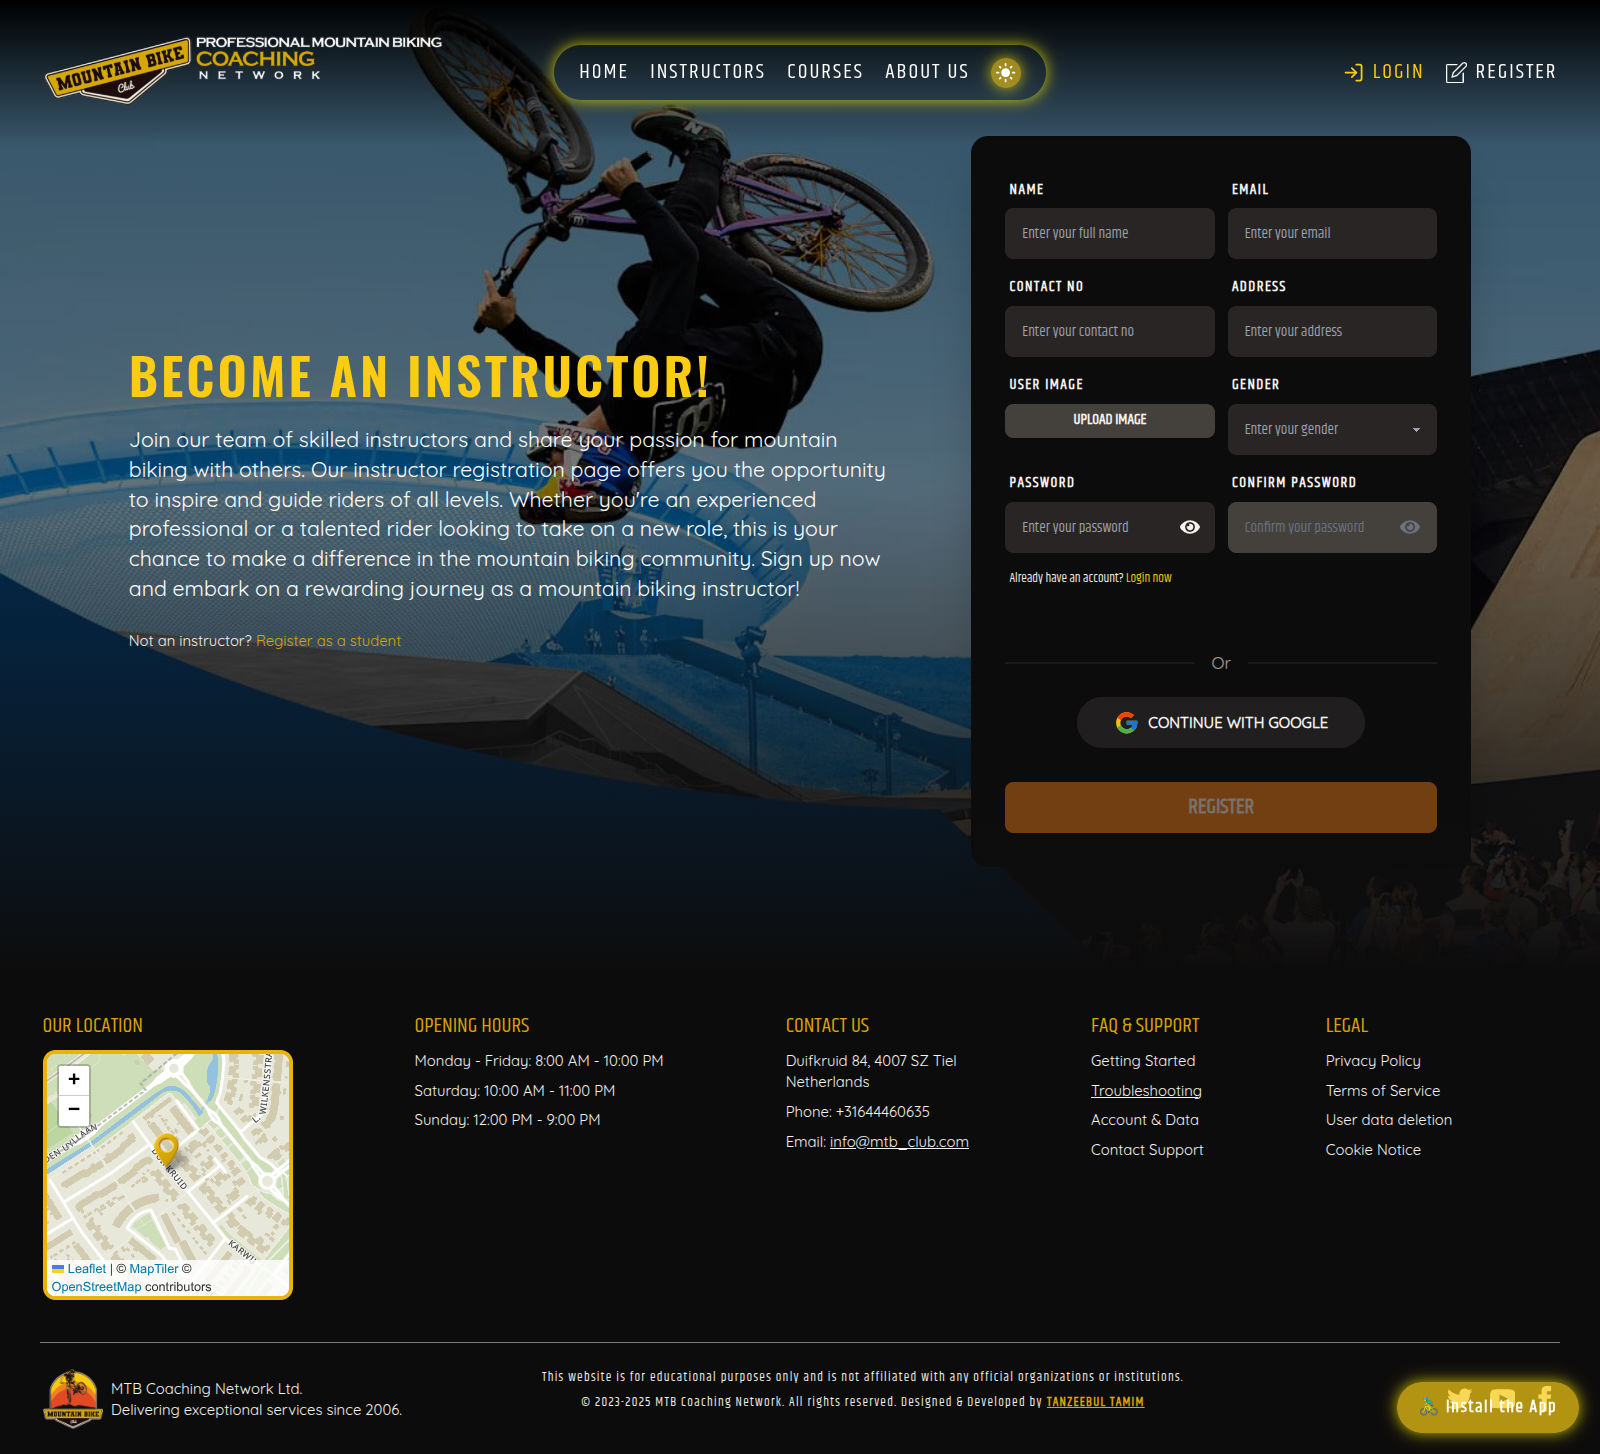 MOUNTAIN BIKE
Club
PROFESSIONAL MOUNTAIN BIKING
COACHING
NETWORK
HOME
INSTRUCTORS
COURSES
ABOUT US
LOGIN
REGISTER
BECOME AN INSTRUCTOR!
Join our team of skilled instructors and share your passion for mountain
biking with others. Our instructor registration page offers you the opportunity
to inspire and guide riders of all levels. Whether you're an experienced
professional or a talented rider looking to take on a new role, this is your
chance to make a difference in the mountain biking community. Sign up now
and embark on a rewarding journey as a mountain biking instructor!
Not an instructor? Register as a student
NAME
Enter your full name
EMAIL
Enter your email
CONTACT NO
Enter your contact no
ADDRESS
Enter your address
USER IMAGE
UPLOAD IMAGE
GENDER
Enter your gender
PASSWORD
Enter your password
CONFIRM PASSWORD
Confirm your password
Already have an account? Login now
Or
CONTINUE WITH GOOGLE
REGISTER
OUR LOCATION
+
−
WILKENSSTRA
DEN-UYLLAAN
DUIFKRUID
KARWI
Leaflet | © MapTiler ©
OpenStreetMap contributors
OPENING HOURS
Monday - Friday: 8:00 AM - 10:00 PM
Saturday: 10:00 AM - 11:00 PM
Sunday: 12:00 PM - 9:00 PM
CONTACT US
Duifkruid 84, 4007 SZ Tiel
Netherlands
Phone: +31644460635
Email: info@mtb_club.com
FAQ & SUPPORT
Getting Started
Troubleshooting
Account & Data
Contact Support
LEGAL
Privacy Policy
Terms of Service
User data deletion
Cookie Notice
MOUNTAIN BIKE
MTB Coaching Network Ltd.
Delivering exceptional services since 2006.
This website is for educational purposes only and is not affiliated with any official organizations or institutions.
© 2023-2025 MTB Coaching Network. All rights reserved. Designed & Developed by TANZEEBUL TAMIM
Install the App